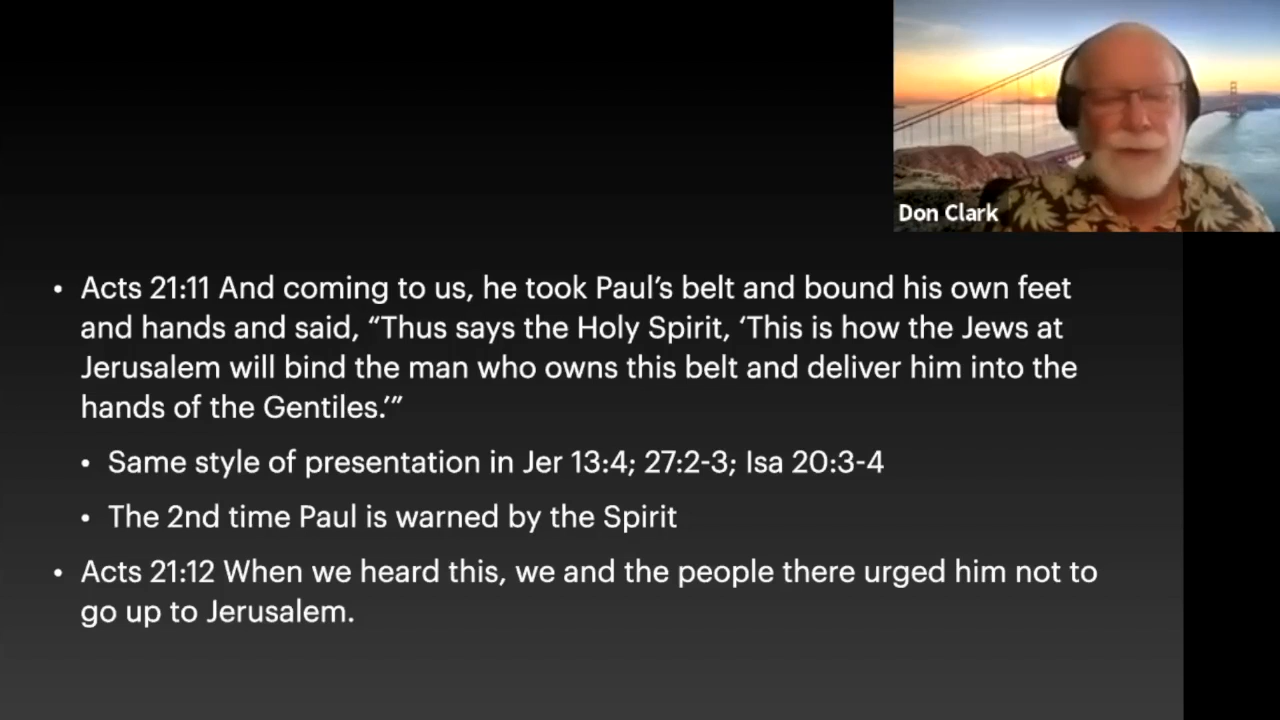 Don Clark
• Acts 21:11 And coming to us, he took Paul’s belt and bound his own feet
and hands and said, “Thus says the Holy Spirit, ‘This is how the Jews at
Jerusalem will bind the man who owns this belt and deliver him into the
hands of the Gentiles.’”
• Same style of presentation in Jer 13:4; 27:2-3; Isa 20:3-4
• The 2nd time Paul is warned by the Spirit
• Acts 21:12 When we heard this, we and the people there urged him not to
go up to Jerusalem.